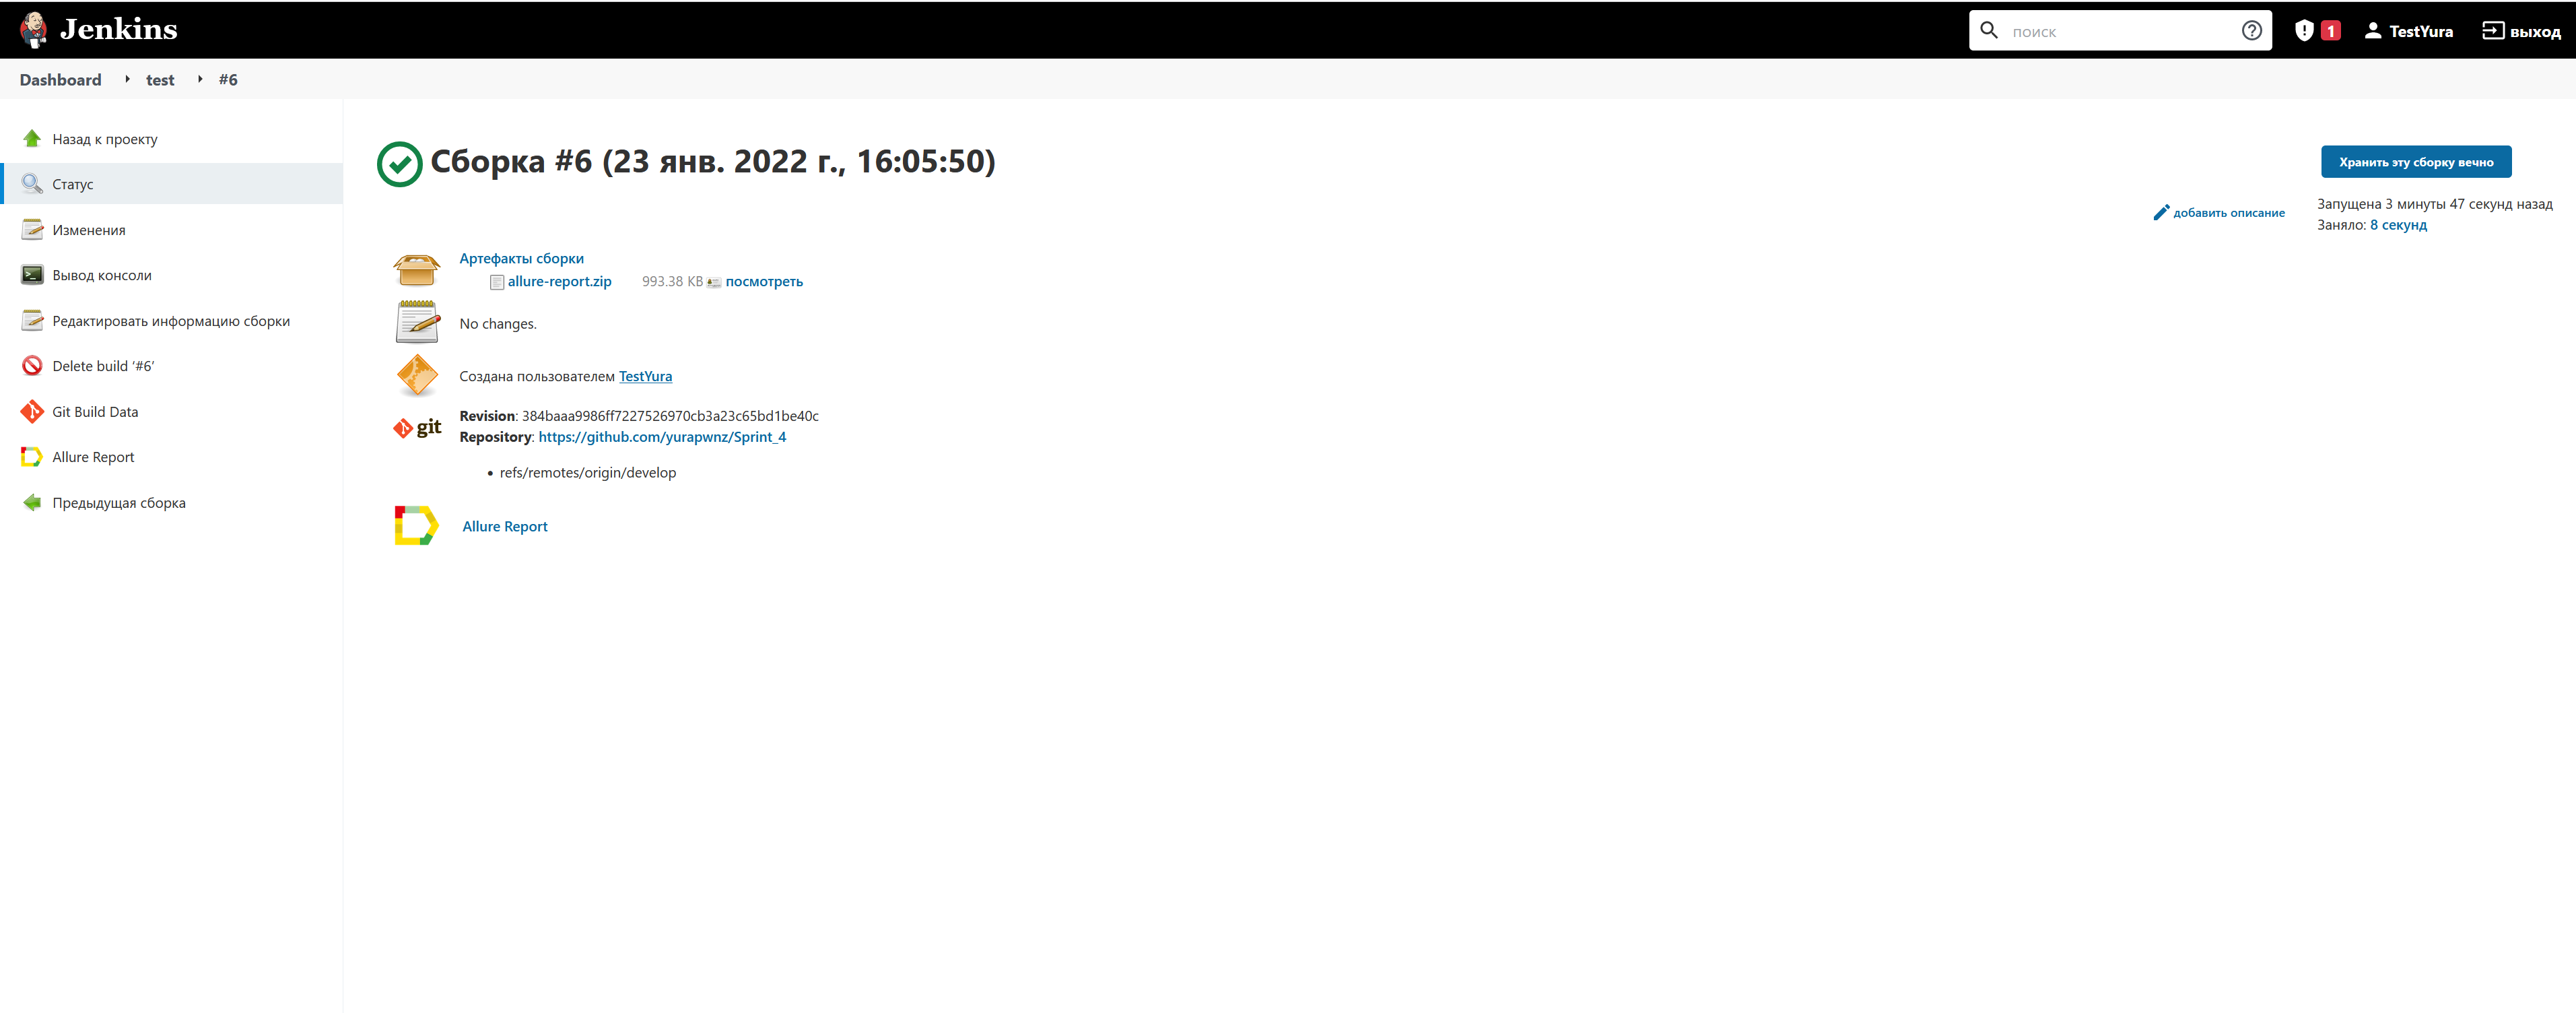 Jenkins
поиск
1
TestYura
выход
Dashboard
test
#6
Назад к проекту
Статус
Изменения
Вывод консоли
Редактировать информацию сборки
Delete build ‘#6’
Git Build Data
Allure Report
Предыдущая сборка
Сборка #6 (23 янв. 2022 г., 16:05:50)
Хранить эту сборку вечно
добавить описание
Запущена 3 минуты 47 секунд назад
Заняло: 8 секунд
Артефакты сборки
allure-report.zip 993.38 KB посмотреть
No changes.
Создана пользователем TestYura
git
Revision: 384baaa9986ff7227526970cb3a23c65bd1be40c
Repository: https://github.com/yurapwnz/Sprint_4
• refs/remotes/origin/develop
Allure Report